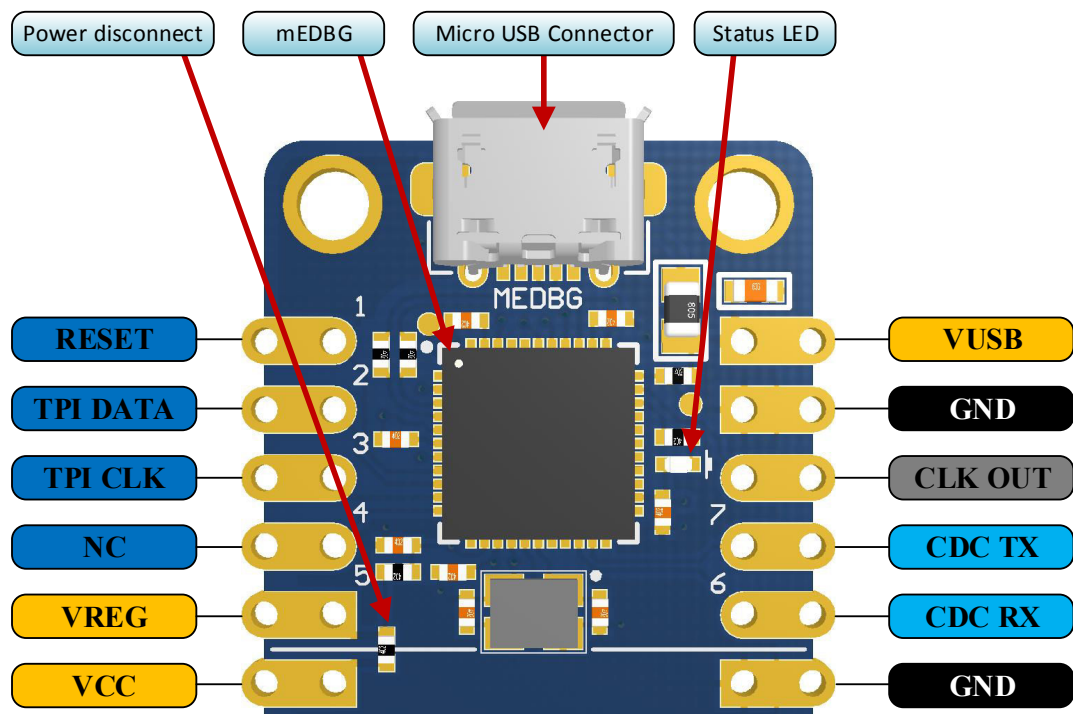 Power disconnect
mEDBG
Micro USB Connector
Status LED
MEDBG
1
RESET
VUSB
2
TPI DATA
GND
3
TPI CLK
CLK OUT
4
7
NC
CDC TX
5
6
VREG
CDC RX
VCC
GND